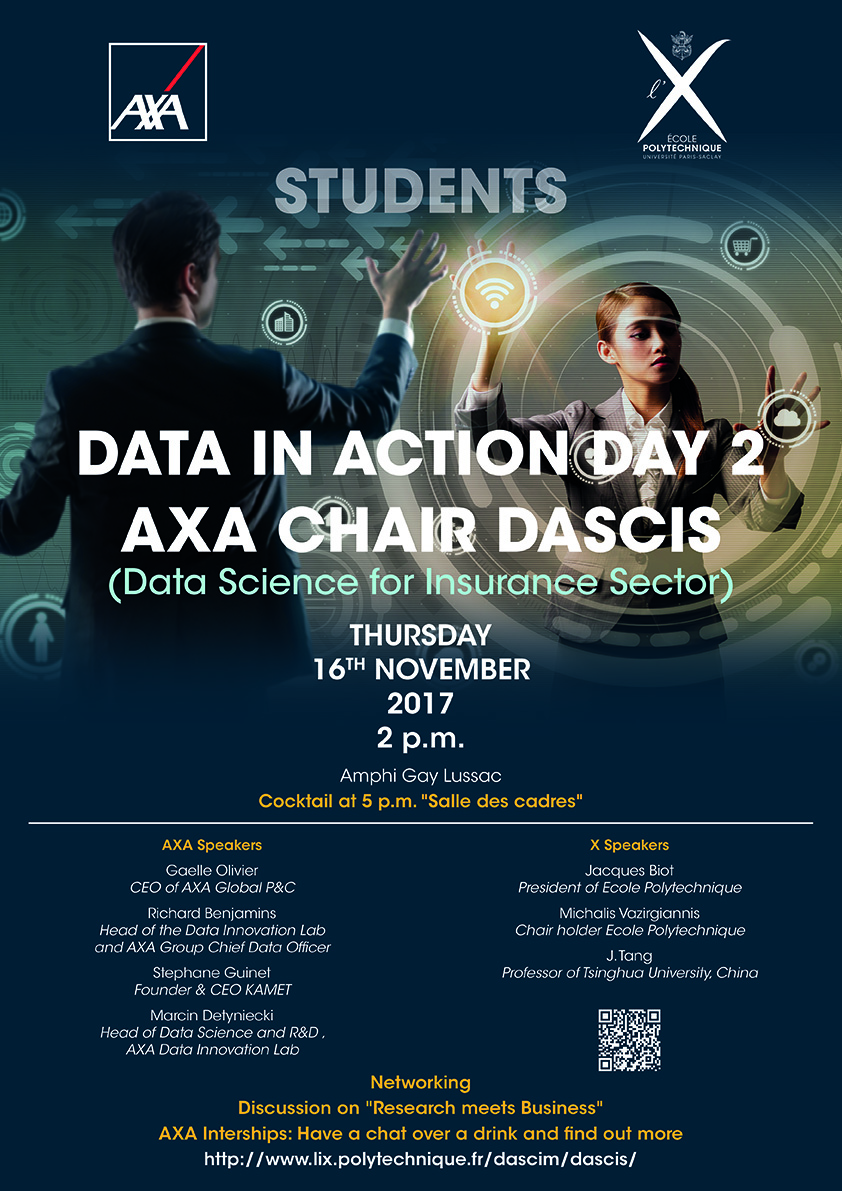 AXA
l'X
ÉCOLE
POLYTECHNIQUE
UNIVERSITÉ PARIS-SACLAY
STUDENTS
DATA IN ACTION DAY 2
AXA CHAIR DASCIS
(Data Science for Insurance Sector)
THURSDAY
16TH NOVEMBER
2017
2 p.m.
Amphi Gay Lussac
Cocktail at 5 p.m. "Salle des cadres"
AXA Speakers
Gaelle Olivier
CEO of AXA Global P&C
Richard Benjamins
Head of the Data Innovation Lab
and AXA Group Chief Data Officer
Stephane Guinet
Founder & CEO KAMET
Marcin Detyniecki
Head of Data Science and R&D ,
AXA Data Innovation Lab
X Speakers
Jacques Biot
President of Ecole Polytechnique
Michalis Vazirgiannis
Chair holder Ecole Polytechnique
J. Tang
Professor of Tsinghua University, China
Networking
Discussion on "Research meets Business"
AXA Interships: Have a chat over a drink and find out more
http://www.lix.polytechnique.fr/dascim/dascis/